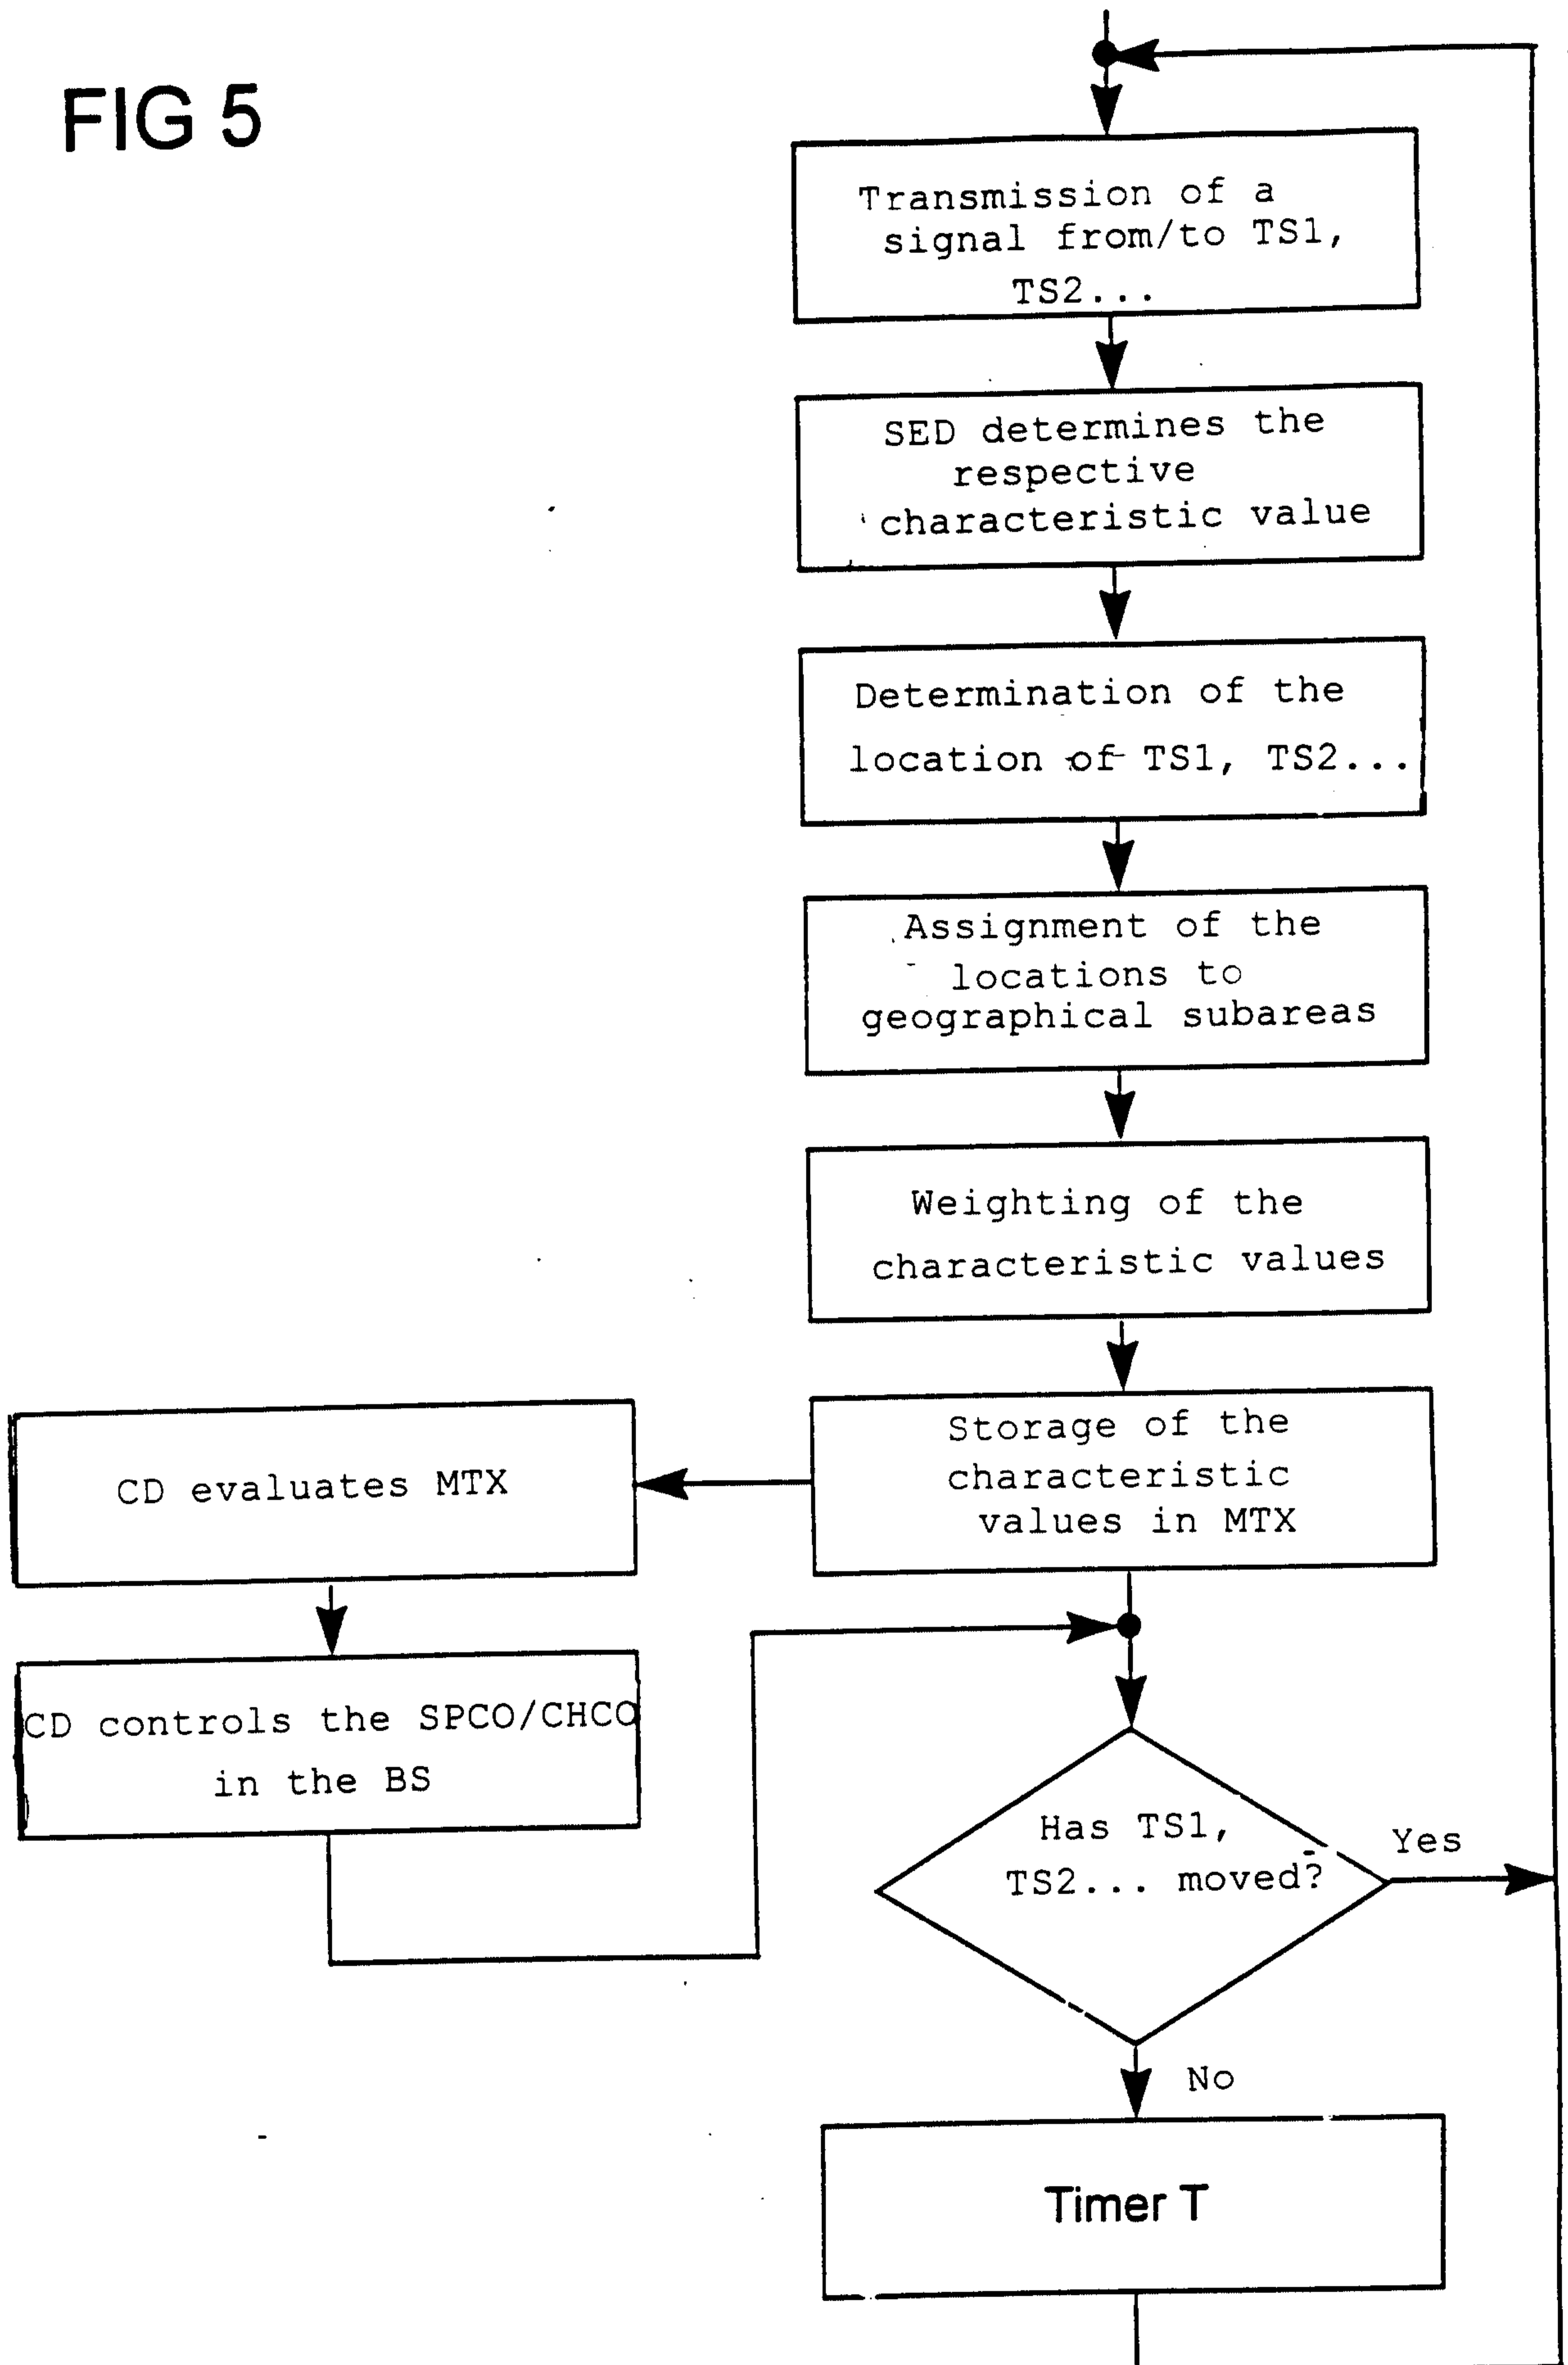 FIG 5
Transmission of a
signal from/to TS1,
TS2...
SED determines the
respective
characteristic value
Determination of the
location of TS1, TS2...
Assignment of the
locations to
geographical subareas
Weighting of the
characteristic values
Storage of the
characteristic
values in MTX
CD evaluates MTX
CD controls the SPCO/CHCO
in the BS
Has TS1,
TS2... moved?
Yes
No
Timer T